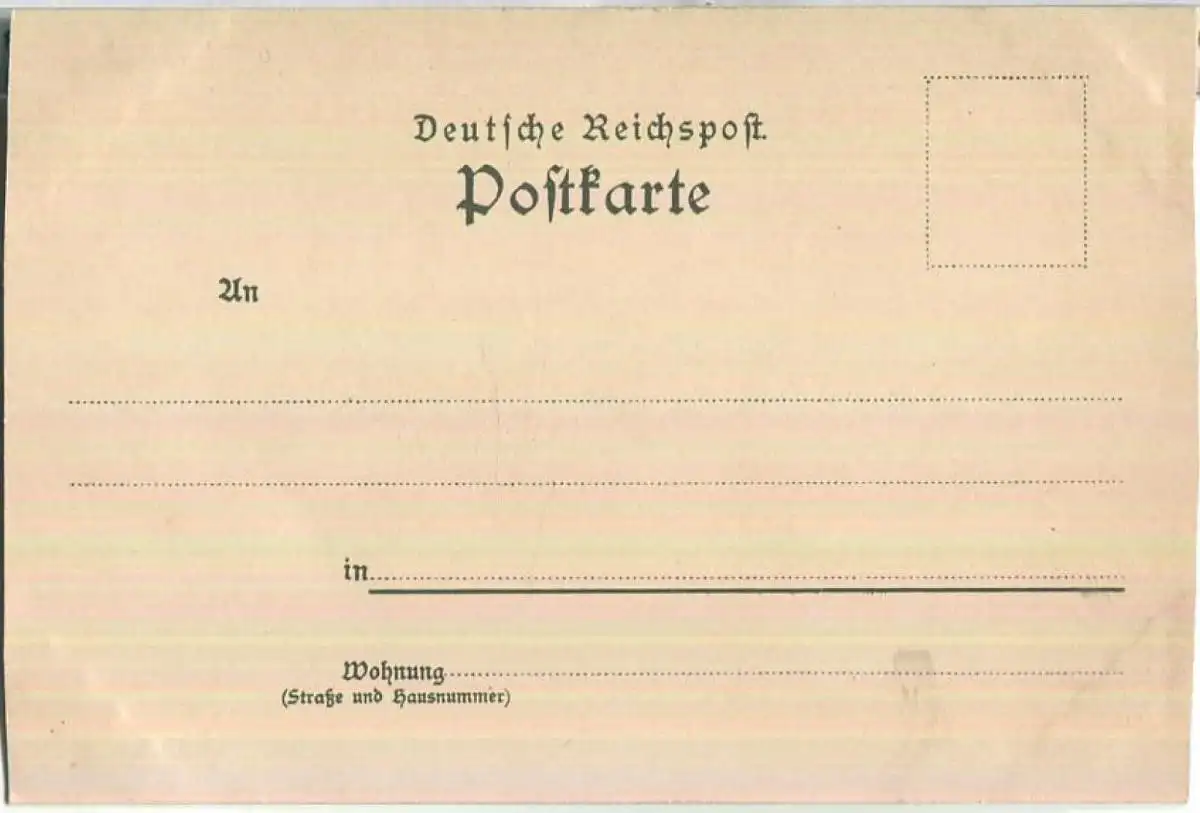 Deutſche Reichspoſt.
Poſtkarte
An
in
Wohnung
(Straße und Hausnummer)